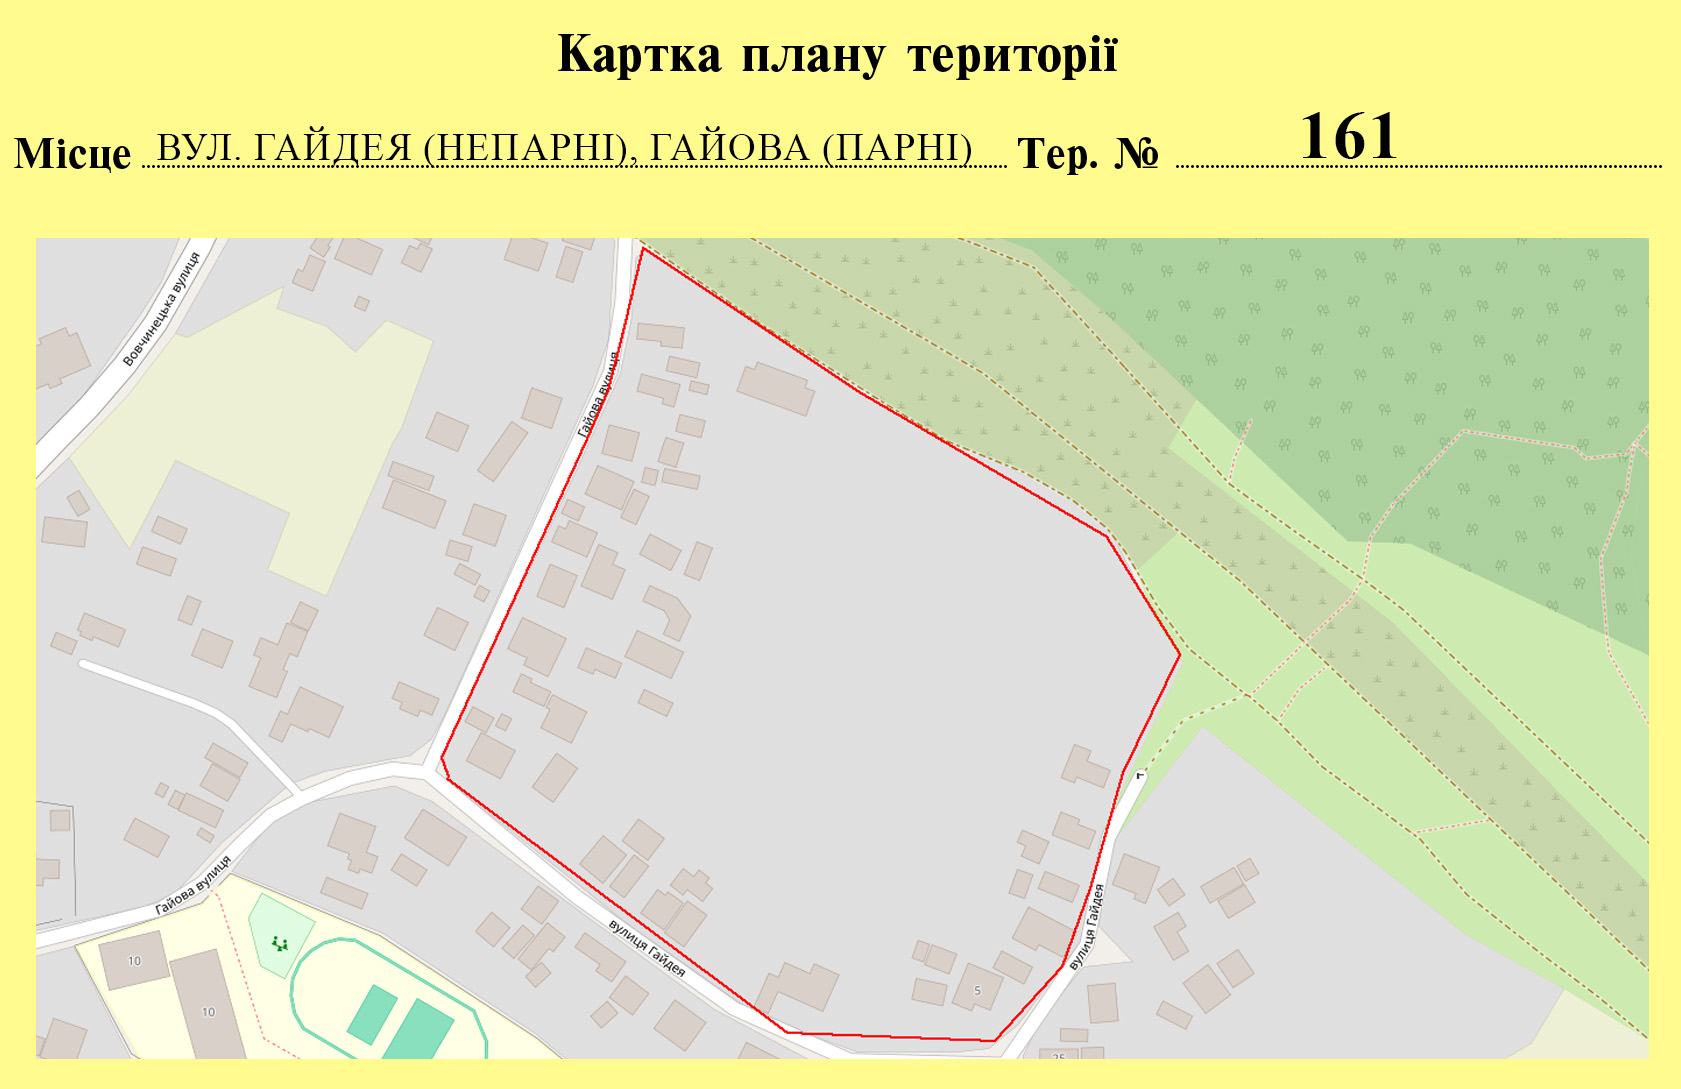 Картка плану території
Місце ВУЛ. ГАЙДЕЯ (НЕПАРНІ), ГАЙОВА (ПАРНІ) Тер. № 161
Вовчинецька вулиця
Гайова вулиця
Гайова вулиця
вулиця Гайдея
вулиця Гайдея
10
10
5
25